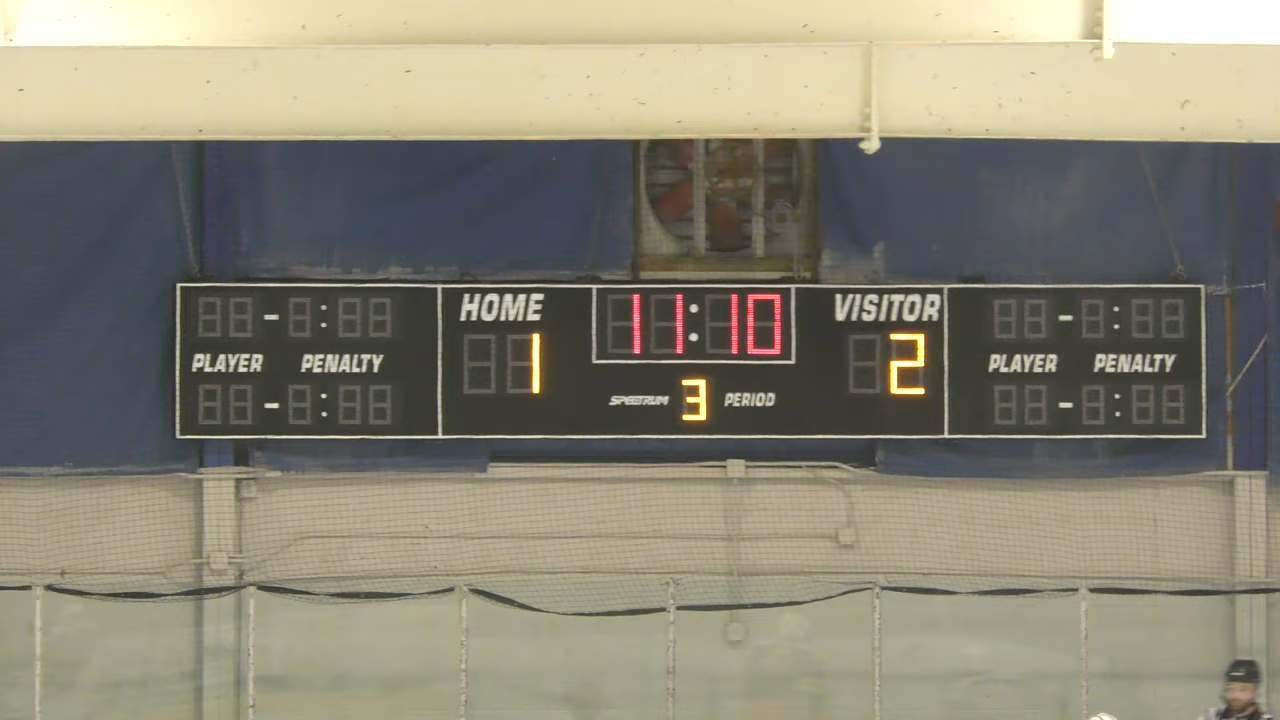 HOME 11:10 VISITOR
1 2
PLAYER PENALTY
SPECTRUM 3 PERIOD
PLAYER PENALTY